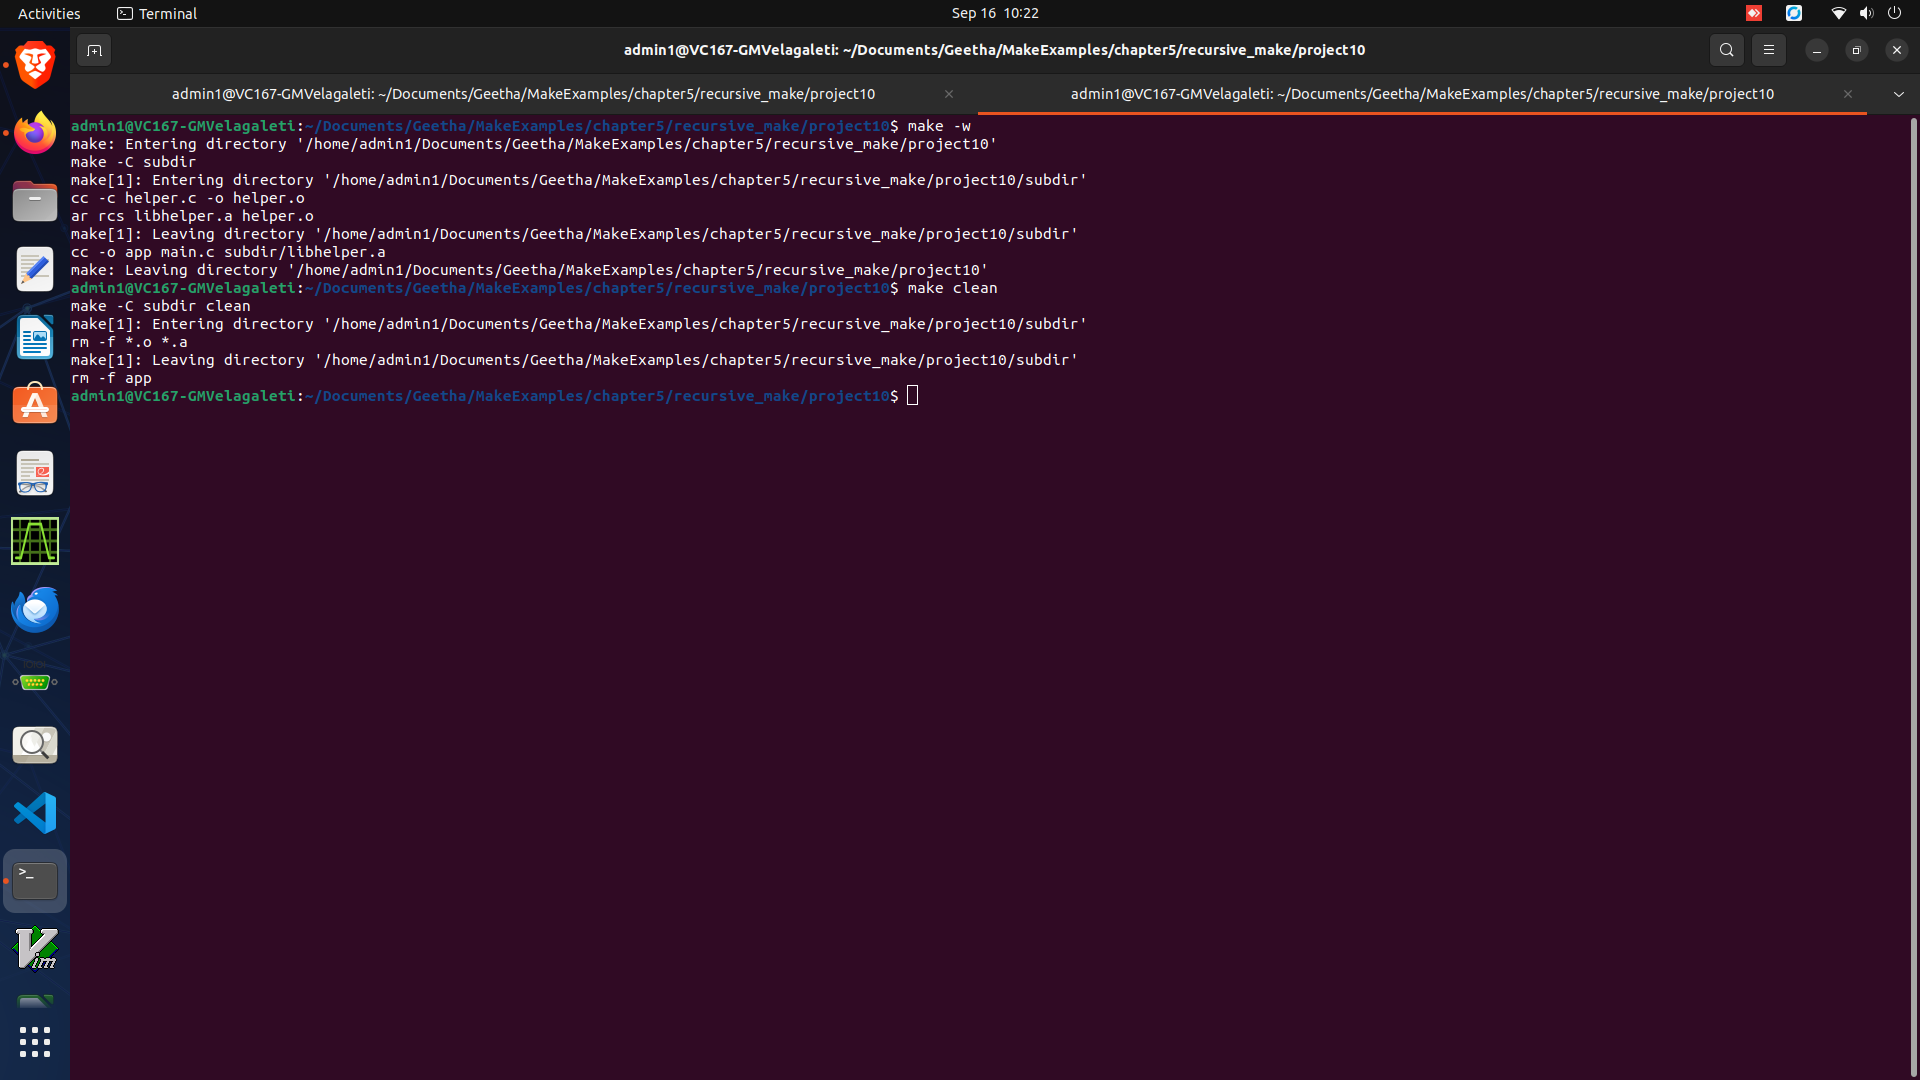 Activities
Terminal
Sep 16 10:22
admin1@VC167-GMVelagaleti: ~/Documents/Geetha/MakeExamples/chapter5/recursive_make/project10
admin1@VC167-GMVelagaleti: ~/Documents/Geetha/MakeExamples/chapter5/recursive_make/project10
admin1@VC167-GMVelagaleti: ~/Documents/Geetha/MakeExamples/chapter5/recursive_make/project10
admin1@VC167-GMVelagaleti:~/Documents/Geetha/MakeExamples/chapter5/recursive_make/project10$ make -w
make: Entering directory '/home/admin1/Documents/Geetha/MakeExamples/chapter5/recursive_make/project10'
make -C subdir
make[1]: Entering directory '/home/admin1/Documents/Geetha/MakeExamples/chapter5/recursive_make/project10/subdir'
cc -c helper.c -o helper.o
ar rcs libhelper.a helper.o
make[1]: Leaving directory '/home/admin1/Documents/Geetha/MakeExamples/chapter5/recursive_make/project10/subdir'
cc -o app main.c subdir/libhelper.a
make: Leaving directory '/home/admin1/Documents/Geetha/MakeExamples/chapter5/recursive_make/project10'
admin1@VC167-GMVelagaleti:~/Documents/Geetha/MakeExamples/chapter5/recursive_make/project10$ make clean
make -C subdir clean
make[1]: Entering directory '/home/admin1/Documents/Geetha/MakeExamples/chapter5/recursive_make/project10/subdir'
rm -f *.o *.a
make[1]: Leaving directory '/home/admin1/Documents/Geetha/MakeExamples/chapter5/recursive_make/project10/subdir'
rm -f app
admin1@VC167-GMVelagaleti:~/Documents/Geetha/MakeExamples/chapter5/recursive_make/project10$
>_
Vim